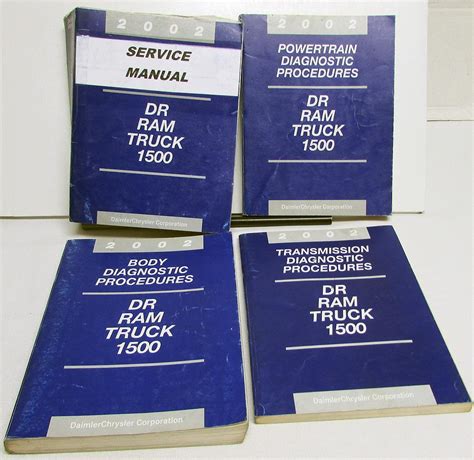 2002
SERVICE
MANUAL
DR
RAM
TRUCK
1500
DaimlerChrysler Corporation
2002
POWERTRAIN
DIAGNOSTIC
PROCEDURES
DR
RAM
TRUCK
1500
DaimlerChrysler Corporation
2002
BODY
DIAGNOSTIC
PROCEDURES
DR
RAM
TRUCK
1500
DaimlerChrysler Corporation
2002
TRANSMISSION
DIAGNOSTIC
PROCEDURES
DR
RAM
TRUCK
1500
DaimlerChrysler Corporation